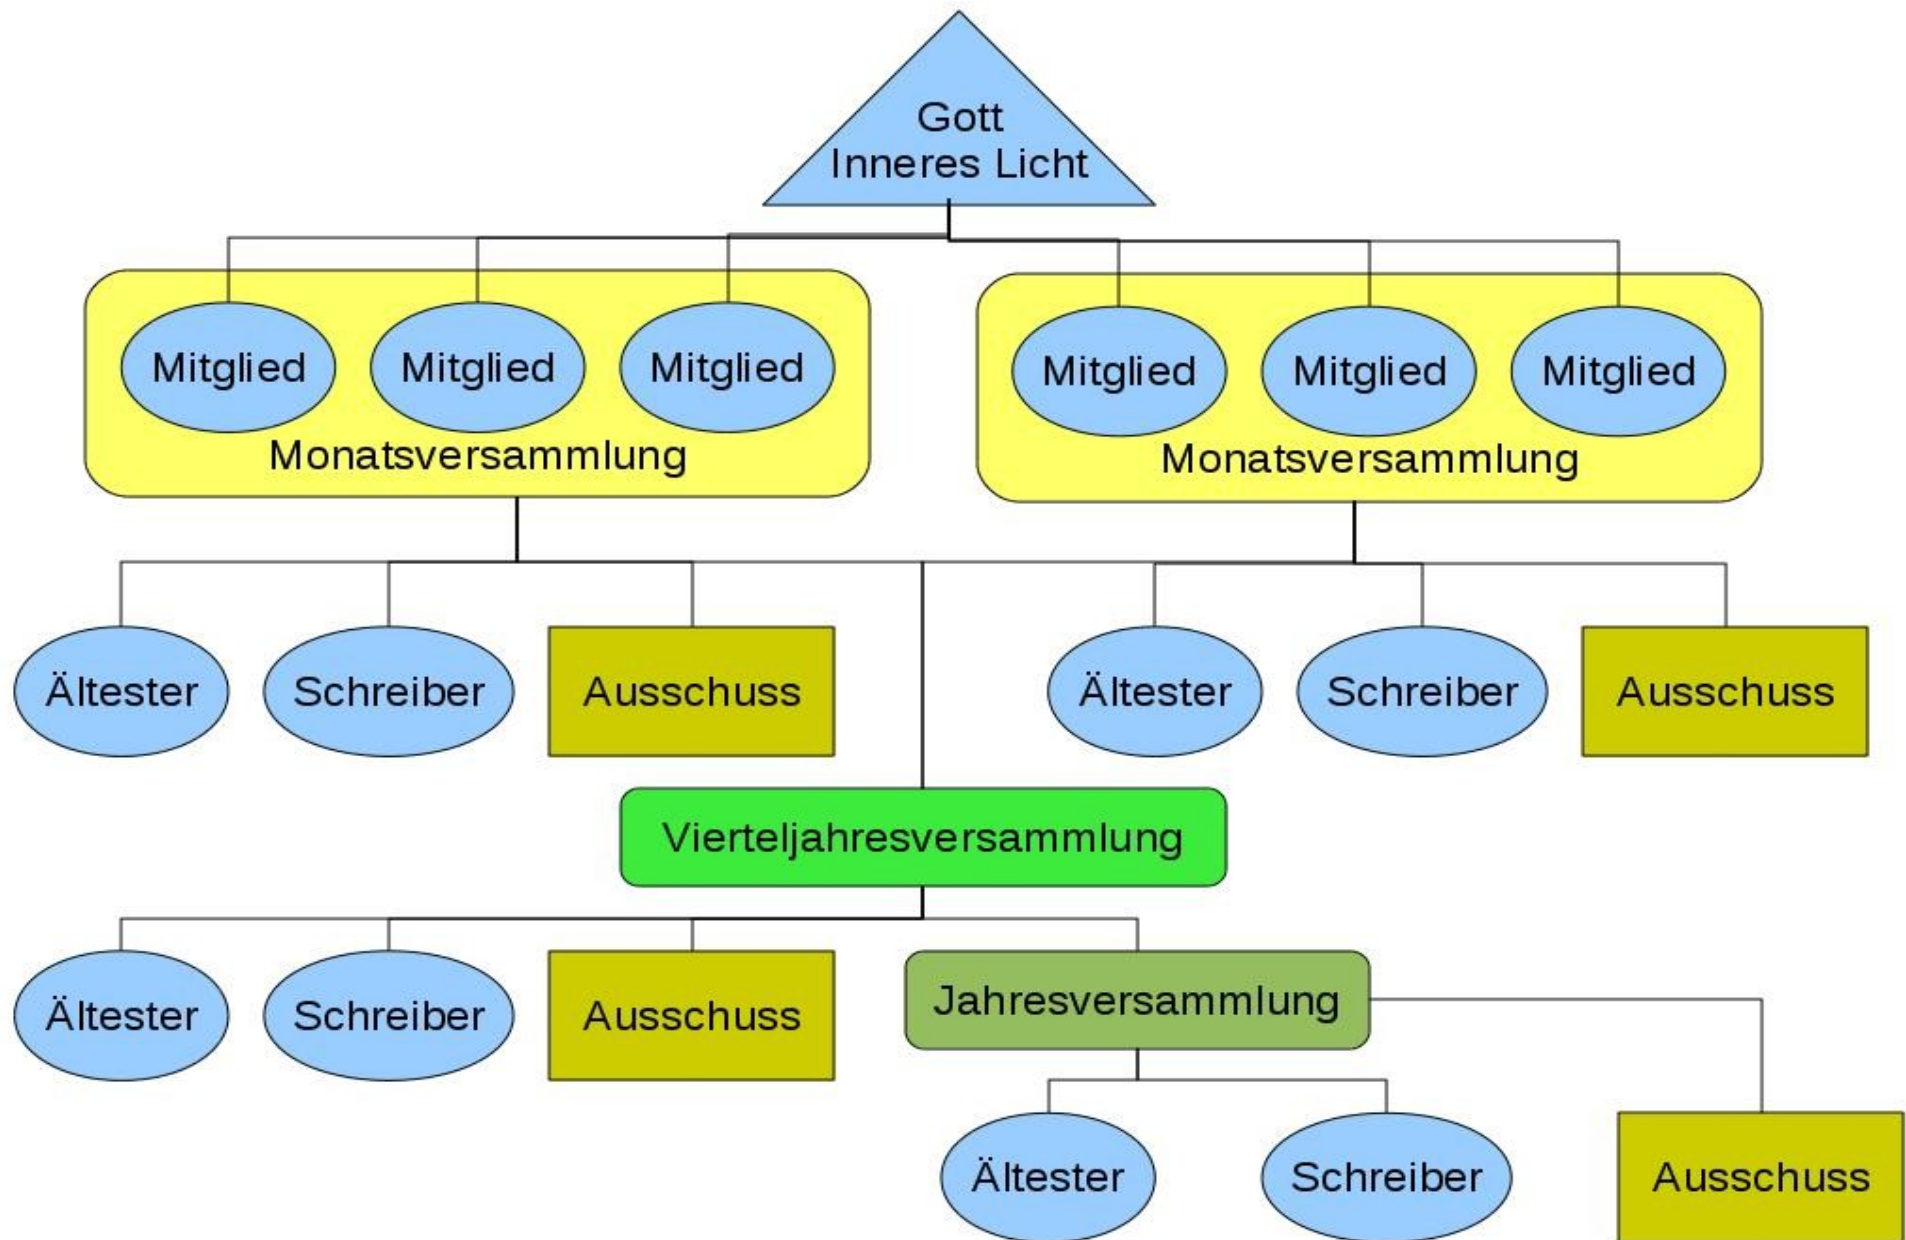 Gott
Inneres Licht
Mitglied
Mitglied
Mitglied
Monatsversammlung
Mitglied
Mitglied
Mitglied
Monatsversammlung
Ältester
Schreiber
Ausschuss
Ältester
Schreiber
Ausschuss
Vierteljahresversammlung
Ältester
Schreiber
Ausschuss
Jahresversammlung
Ältester
Schreiber
Ausschuss